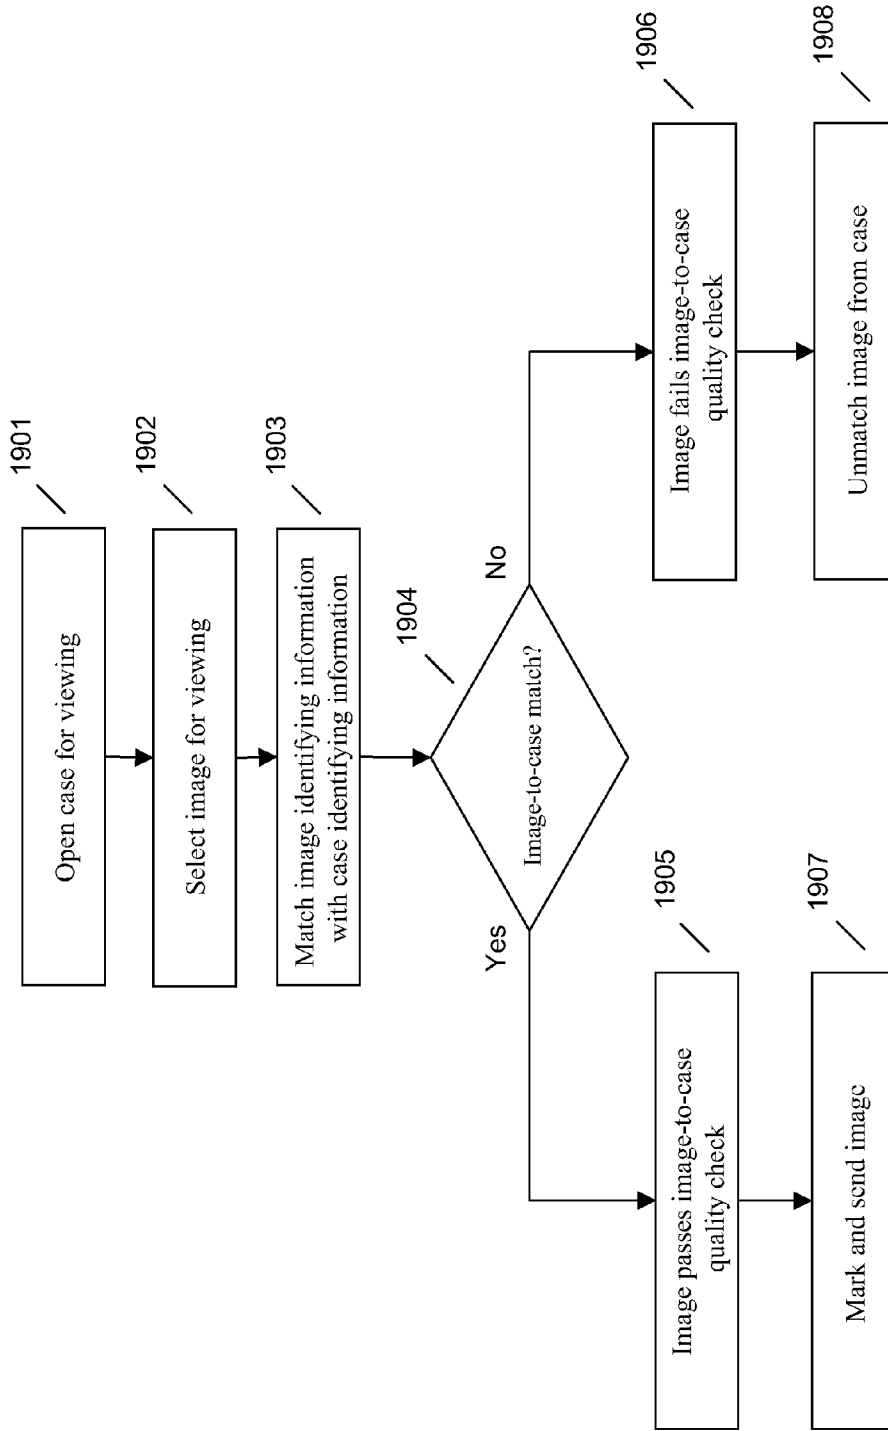 Open case for viewing
1901
Select image for viewing
1902
Match image identifying information
with case identifying information
1903
Image-to-case match?
1904
Yes
No
Image passes image-to-case
quality check
1905
Image fails image-to-case
quality check
1906
Mark and send image
1907
Unmatch image from case
1908